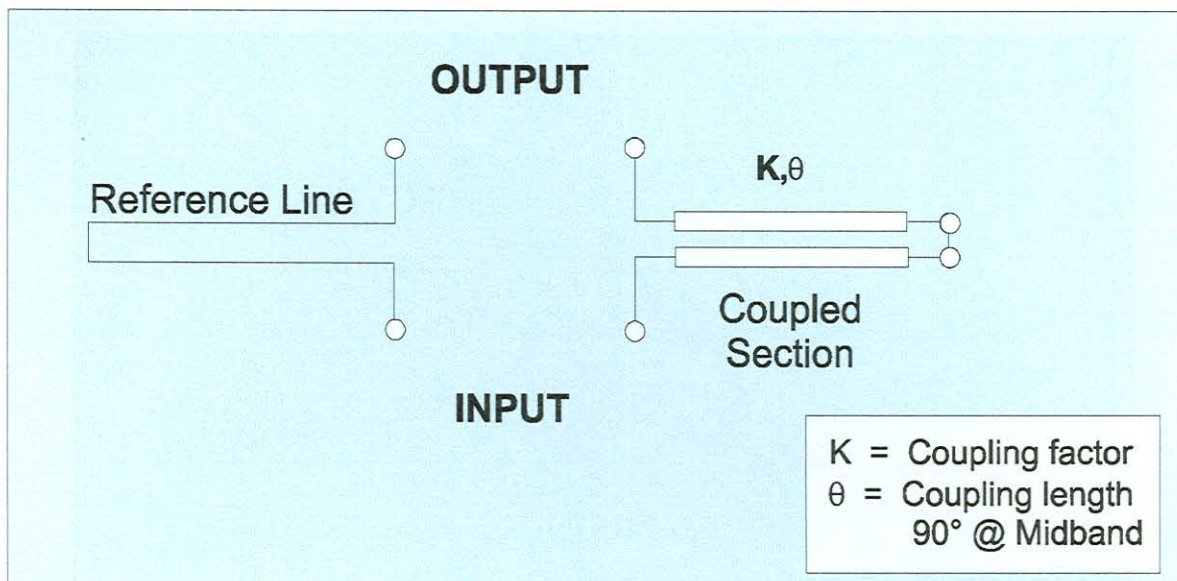 OUTPUT
K,θ
Reference Line
Coupled
Section
INPUT
K = Coupling factor
θ = Coupling length
90° @ Midband